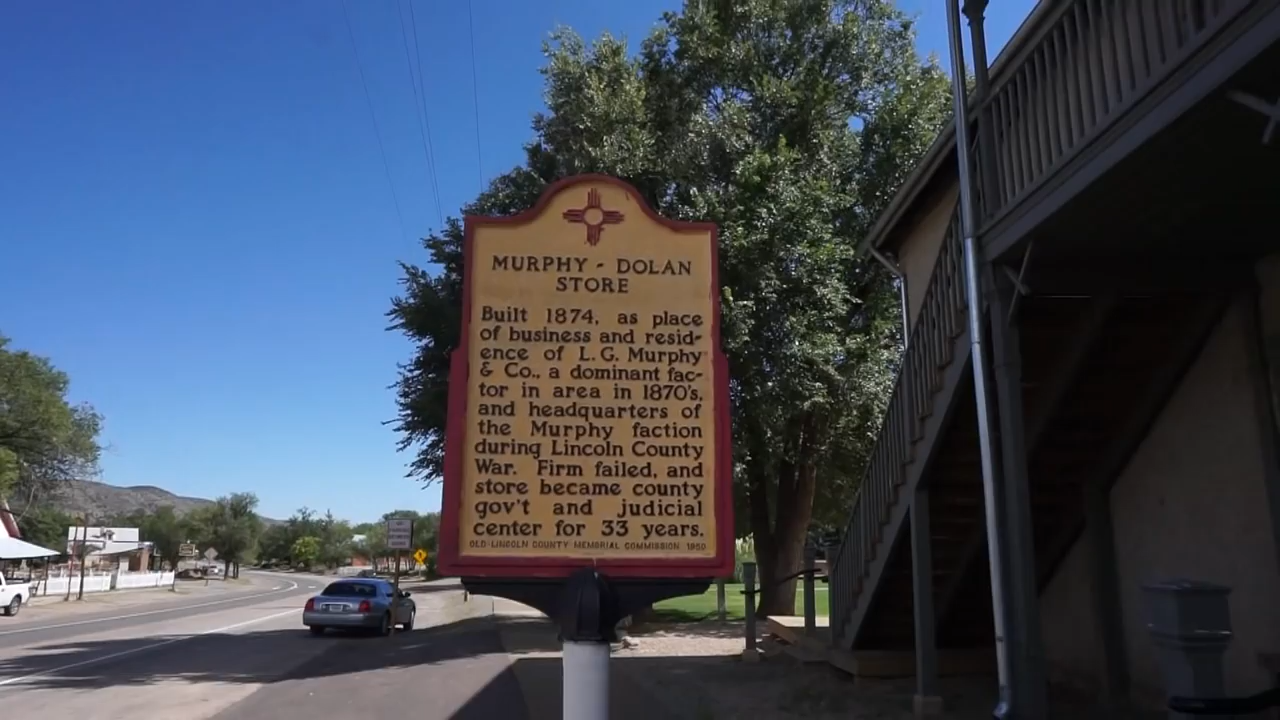 MURPHY - DOLAN
STORE
Built 1874, as place
of business and resid-
ence of L.G. Murphy
& Co., a dominant fac-
tor in area in 1870's,
and headquarters of
the Murphy faction
during Lincoln County
War. Firm failed, and
store became county
gov't and judicial
center for 33 years.
OLD LINCOLN COUNTY MEMORIAL COMMISSION 1950